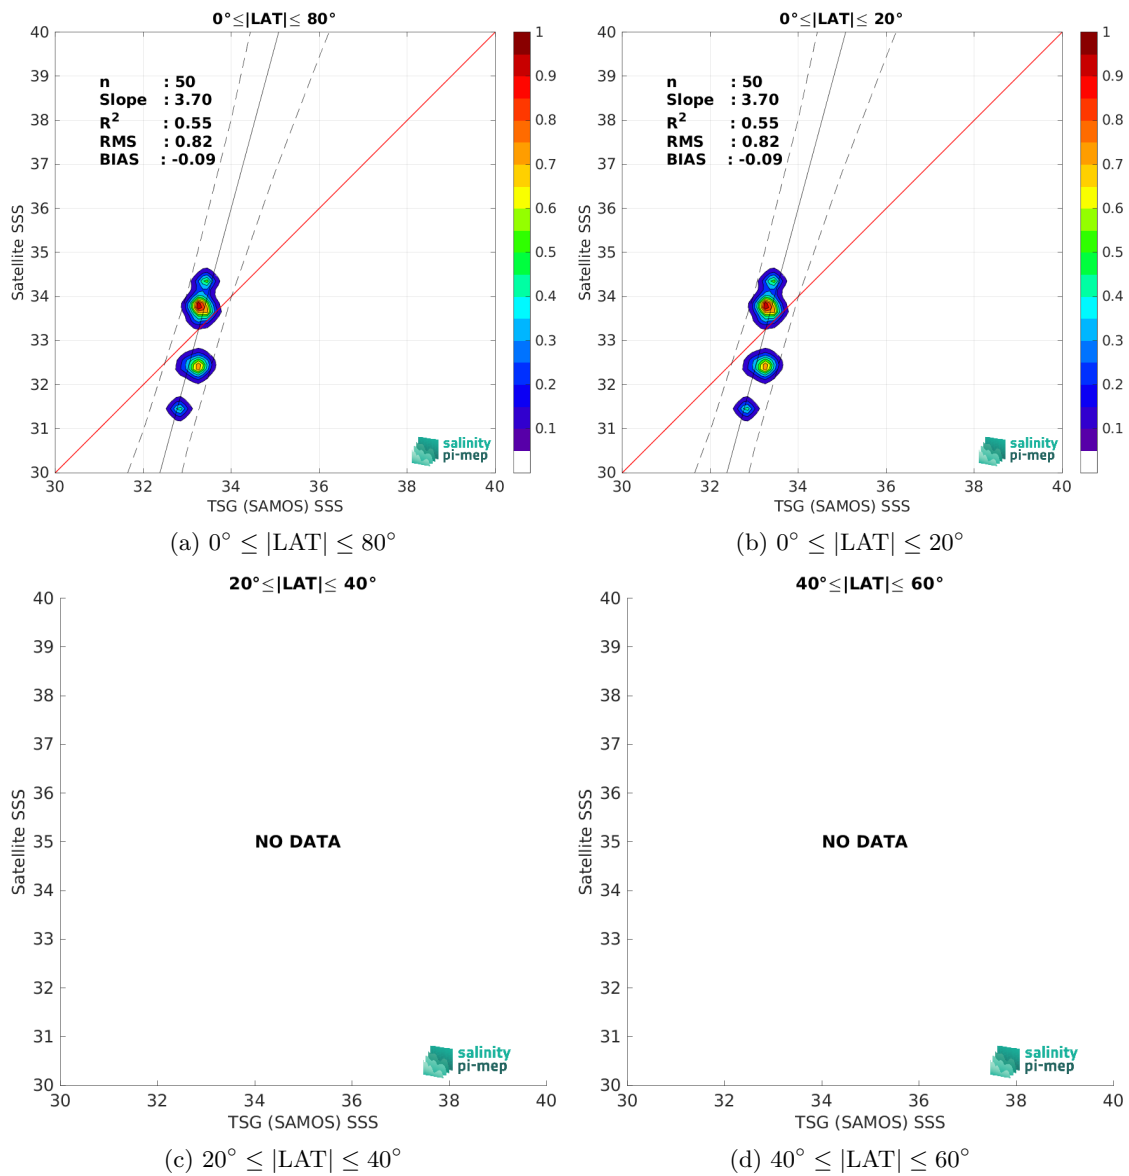 0°≤|LAT|≤ 80°
40
39
38
37
36
35
34
33
32
31
30
n : 50
Slope : 3.70
R² : 0.55
RMS : 0.82
BIAS : -0.09
1
0.9
0.8
0.7
0.6
0.5
0.4
0.3
0.2
0.1
Satellite SSS
salinity
pi-mep
30 32 34 36 38 40
TSG (SAMOS) SSS
(a) 0° ≤ |LAT| ≤ 80°
0°≤|LAT|≤ 20°
40
39
38
37
36
35
34
33
32
31
30
n : 50
Slope : 3.70
R² : 0.55
RMS : 0.82
BIAS : -0.09
1
0.9
0.8
0.7
0.6
0.5
0.4
0.3
0.2
0.1
Satellite SSS
salinity
pi-mep
30 32 34 36 38 40
TSG (SAMOS) SSS
(b) 0° ≤ |LAT| ≤ 20°
20°≤|LAT|≤ 40°
40
39
38
37
36
35
34
33
32
31
30
Satellite SSS
NO DATA
salinity
pi-mep
30 32 34 36 38 40
TSG (SAMOS) SSS
(c) 20° ≤ |LAT| ≤ 40°
40°≤|LAT|≤ 60°
40
39
38
37
36
35
34
33
32
31
30
Satellite SSS
NO DATA
salinity
pi-mep
30 32 34 36 38 40
TSG (SAMOS) SSS
(d) 40° ≤ |LAT| ≤ 60°